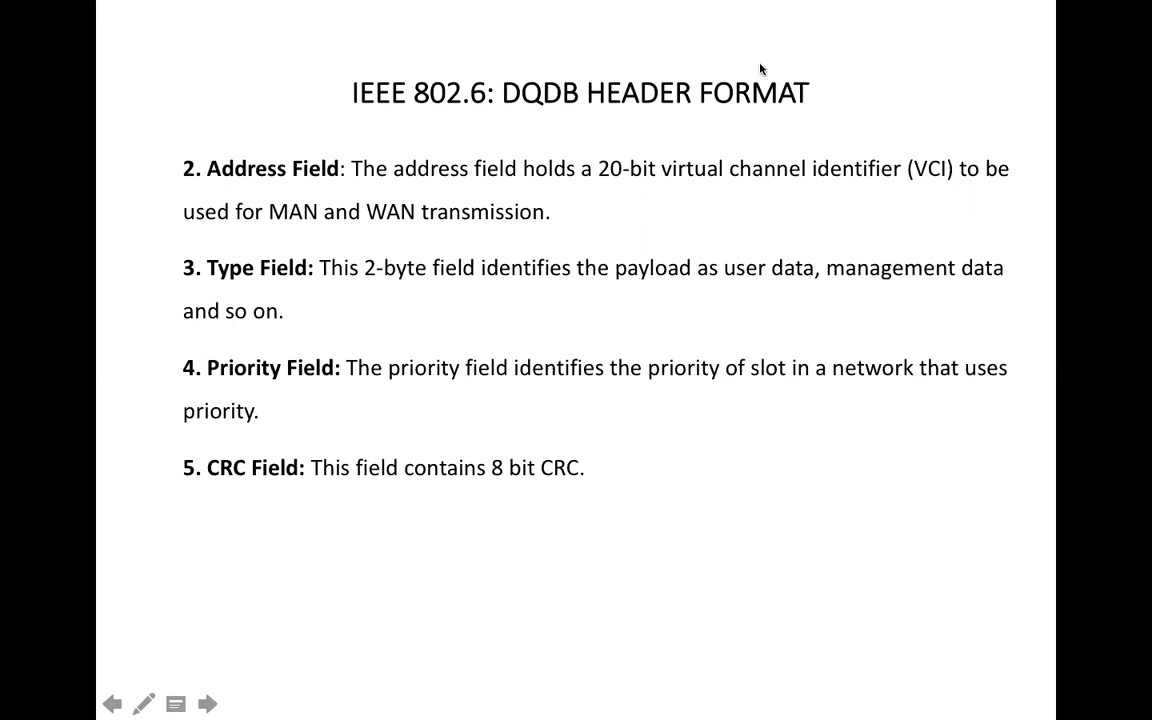 IEEE 802.6: DQDB HEADER FORMAT
2. Address Field: The address field holds a 20-bit virtual channel identifier (VCI) to be
used for MAN and WAN transmission.
3. Type Field: This 2-byte field identifies the payload as user data, management data
and so on.
4. Priority Field: The priority field identifies the priority of slot in a network that uses
priority.
5. CRC Field: This field contains 8 bit CRC.